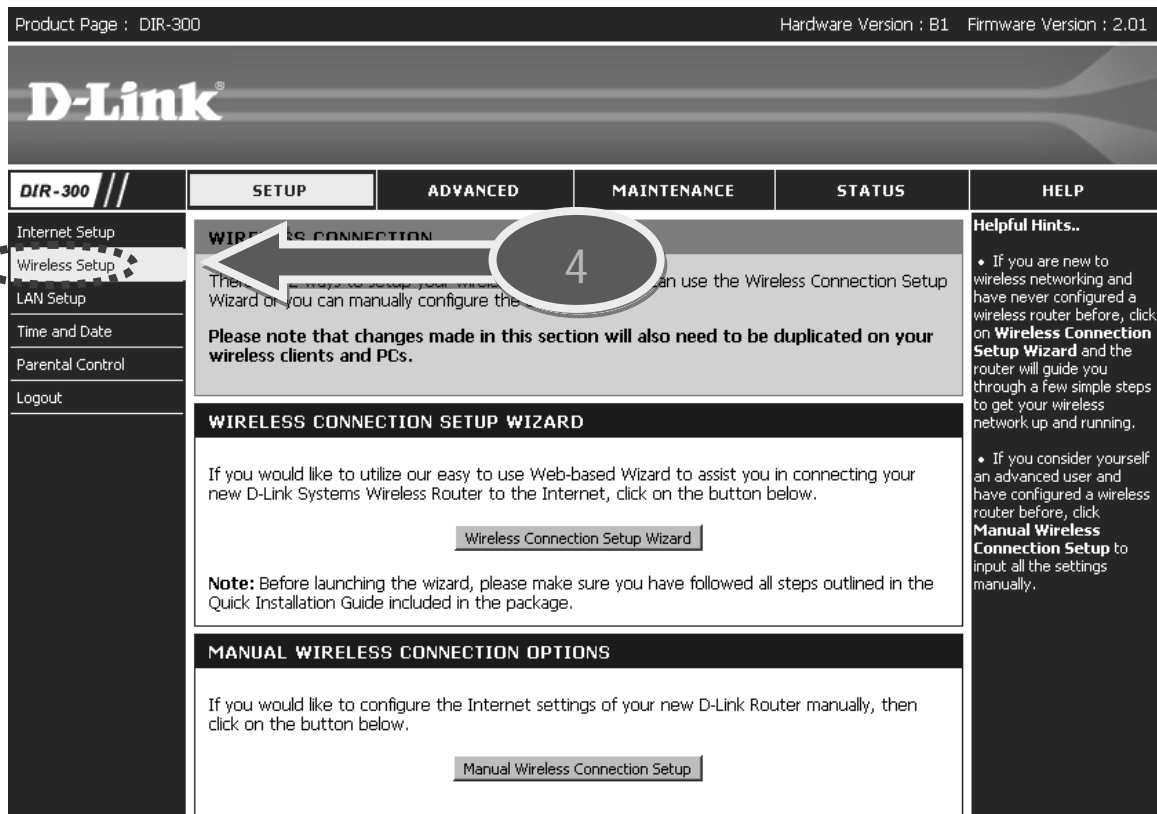 Product Page : DIR-300
Hardware Version : B1 Firmware Version : 2.01
D-Link®
DIR-300
SETUP
ADVANCED
MAINTENANCE
STATUS
HELP
Internet Setup
Wireless Setup
LAN Setup
Time and Date
Parental Control
Logout
4
WIRELESS CONNECTION
There ways to setup your wireless can use the Wireless Connection Setup
Wizard or you can manually configure the
Please note that changes made in this section will also need to be duplicated on your
wireless clients and PCs.
WIRELESS CONNECTION SETUP WIZARD
If you would like to utilize our easy to use Web-based Wizard to assist you in connecting your
new D-Link Systems Wireless Router to the Internet, click on the button below.
Wireless Connection Setup Wizard
Note: Before launching the wizard, please make sure you have followed all steps outlined in the
Quick Installation Guide included in the package.
MANUAL WIRELESS CONNECTION OPTIONS
If you would like to configure the Internet settings of your new D-Link Router manually, then
click on the button below.
Manual Wireless Connection Setup
Helpful Hints..
• If you are new to
wireless networking and
have never configured a
wireless router before, click
on Wireless Connection
Setup Wizard and the
router will guide you
through a few simple steps
to get your wireless
network up and running.
• If you consider yourself
an advanced user and
have configured a wireless
router before, click
Manual Wireless
Connection Setup to
input all the settings
manually.